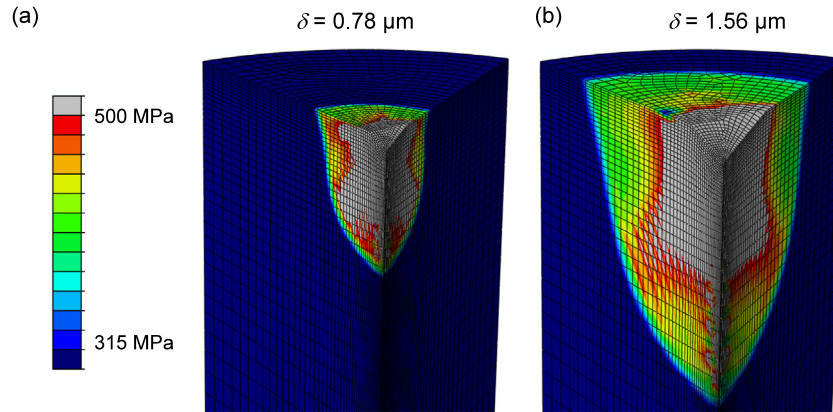 (a)
δ = 0.78 µm
(b)
δ = 1.56 µm
500 MPa
315 MPa